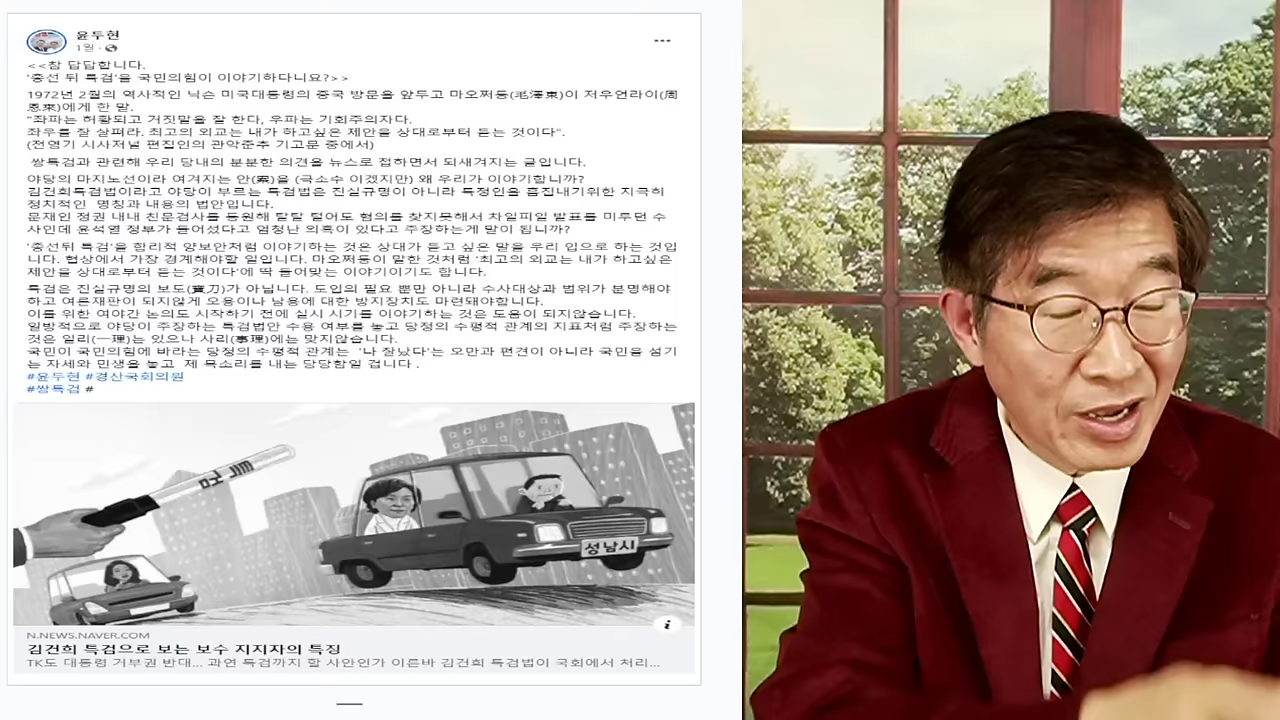 윤두현
1월 ·
<<참 답답합니다.
'총선 뒤 특검'을 국민의힘이 이야기하다니요?>>
1972년 2월의 역사적인 닉슨 미국대통령의 중국 방문을 앞두고 마오쩌둥(毛澤東)이 저우언라이(周
恩來)에게 한 말.
"좌파는 허황되고 거짓말을 잘 한다, 우파는 기회주의자다.
좌우를 잘 살펴라. 최고의 외교는 내가 하고싶은 제안을 상대로부터 듣는 것이다".
(전영기 시사저널 편집인의 관악춘추 기고문 중에서)
쌍특검과 관련해 우리 당내의 분분한 의견을 뉴스로 접하면서 되새겨지는 글입니다.
야당의 마지노선이라 여겨지는 안(案)을 (극소수 이겠지만) 왜 우리가 이야기합니까?
김건희특검법이라고 야당이 부르는 특검법은 진실규명이 아니라 특정인을 흠집내기위한 지극히
정치적인 명칭과 내용의 법안입니다.
문재인 정권 내내 친문검사를 동원해 탈탈 털어도 혐의를 찾지못해서 차일피일 발표를 미루던 수
사인데 윤석열 정부가 들어섰다고 엄청난 의혹이 있다고 주장하는게 말이 됩니까?
'총선뒤 특검'을 합리적 양보안처럼 이야기하는 것은 상대가 듣고 싶은 말을 우리 입으로 하는 것입
니다. 협상에서 가장 경계해야할 일입니다. 마오쩌둥이 말한 것처럼 '최고의 외교는 내가 하고싶은
제안을 상대로부터 듣는 것이다'에 딱 들어맞는 이야기이기도 합니다.
특검은 진실규명의 보도(寶刀)가 아닙니다. 도입의 필요 뿐만 아니라 수사대상과 범위가 분명해야
하고 여론재판이 되지않게 오용이나 남용에 대한 방지장치도 마련돼야합니다.
이를 위한 여야간 논의도 시작하기 전에 실시 시기를 이야기하는 것은 도움이 되지않습니다.
일방적으로 야당이 주장하는 특검법안 수용 여부를 놓고 당정의 수평적 관계의 지표처럼 주장하는
것은 일리(一理)는 있으나 사리(事理)에는 맞지않습니다.
국민이 국민의힘에 바라는 당정의 수평적 관계는 '나 잘났다'는 오만과 편견이 아니라 국민을 섬기
는 자세와 민생을 놓고 제 목소리를 내는 당당함일 겁니다 .
#윤두현 #경산국회의원
#쌍특검 #
성남시
N.NEWS.NAVER.COM
김건희 특검으로 보는 보수 지지자의 특징
TK도 대통령 거부권 반대... 과연 특검까지 할 사안인가 이른바 김건희 특검법이 국회에서 처리...